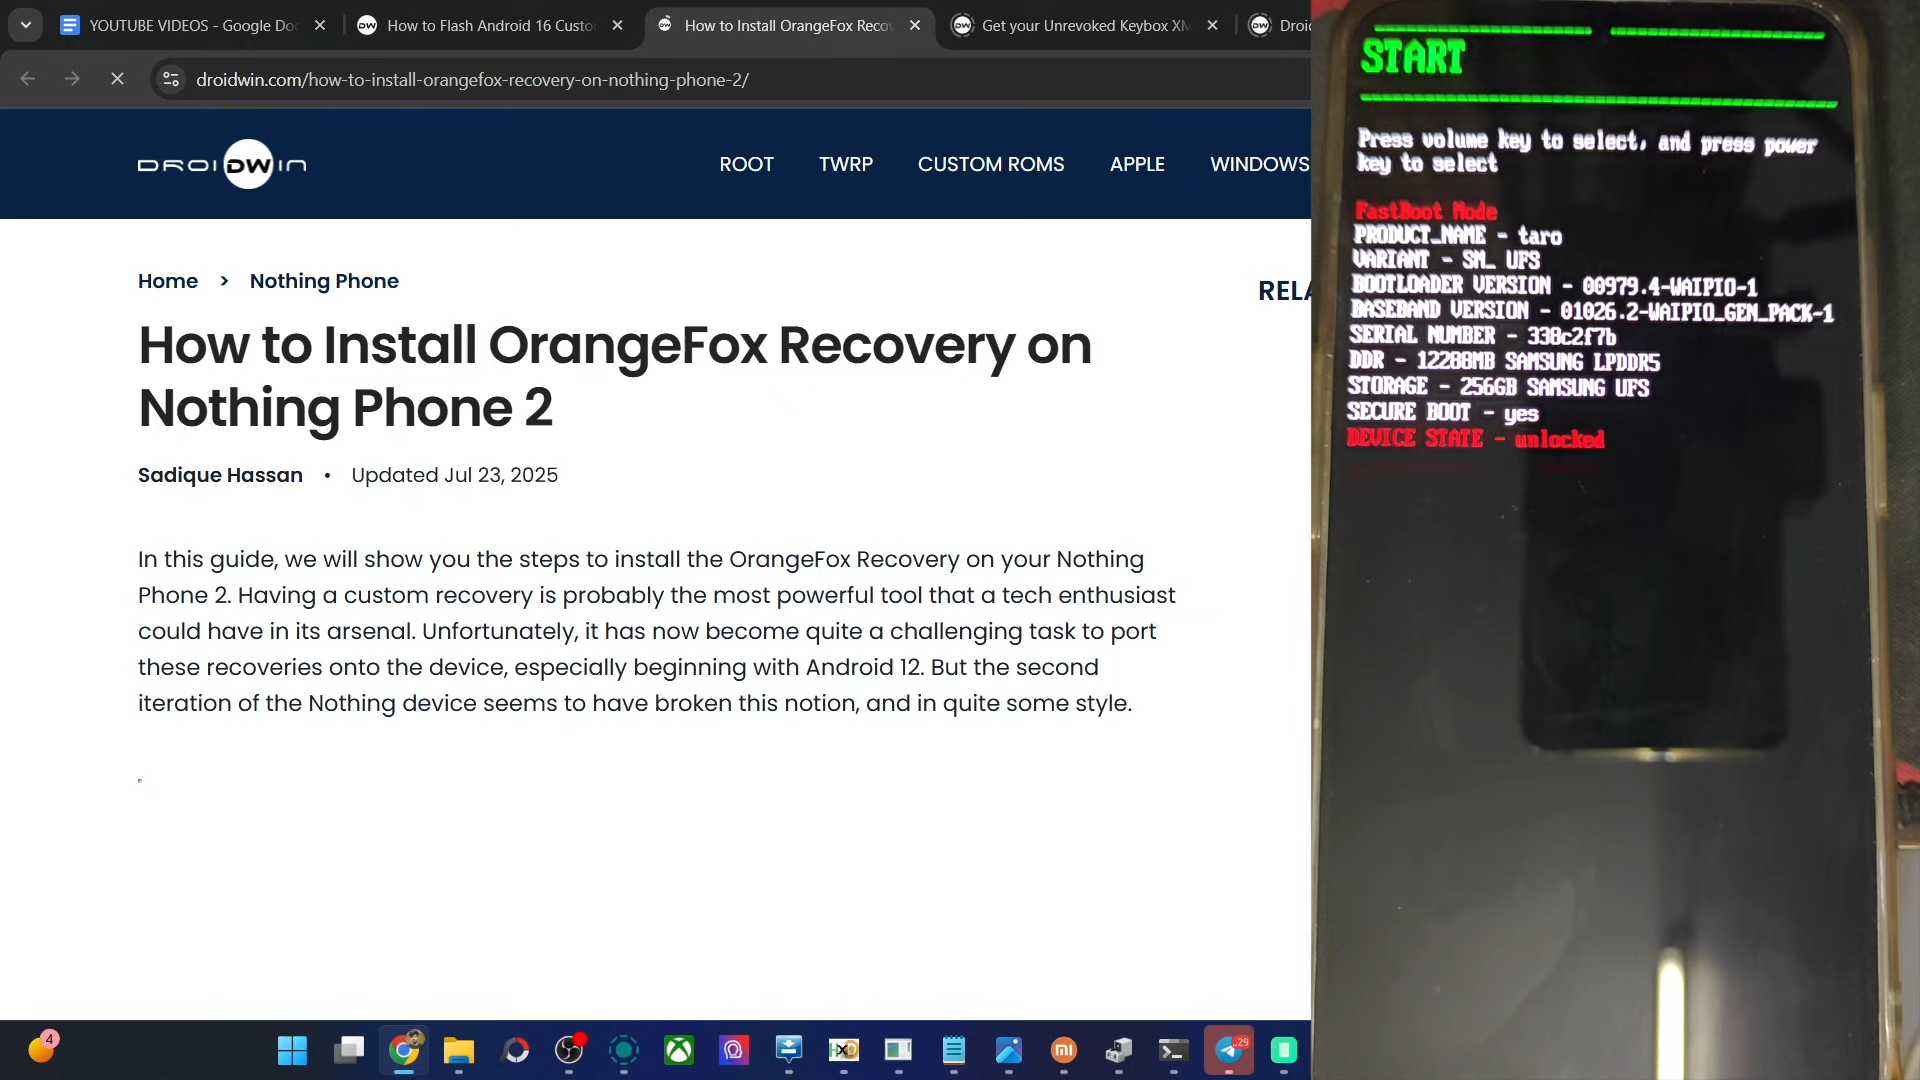 YOUTUBE VIDEOS - Google Do
How to Flash Android 16 Custo
How to Install OrangeFox Reco
Get your Unrevoked Keybox XM
Droi
droidwin.com/how-to-install-orangefox-recovery-on-nothing-phone-2/
DROIDWIN
ROOT
TWRP
CUSTOM ROMS
APPLE
WINDOWS
Home > Nothing Phone
RELA
How to Install OrangeFox Recovery on
Nothing Phone 2
Sadique Hassan • Updated Jul 23, 2025
In this guide, we will show you the steps to install the OrangeFox Recovery on your Nothing
Phone 2. Having a custom recovery is probably the most powerful tool that a tech enthusiast
could have in its arsenal. Unfortunately, it has now become quite a challenging task to port
these recoveries onto the device, especially beginning with Android 12. But the second
iteration of the Nothing device seems to have broken this notion, and in quite some style.
4
29
START
Press volume key to select, and press power
key to select
FastBoot Mode
PRODUCT_NAME - taro
VARIANT - SM_ UFS
BOOTLOADER VERSION - 00979.4-WAIPIO-1
BASEBAND VERSION - 01026.2-WAIPIO_GEN_PACK-1
SERIAL NUMBER - 338c2f7b
DDR - 12288MB SAMSUNG LPDDR5
STORAGE - 256GB SAMSUNG UFS
SECURE BOOT - yes
DEVICE STATE - unlocked